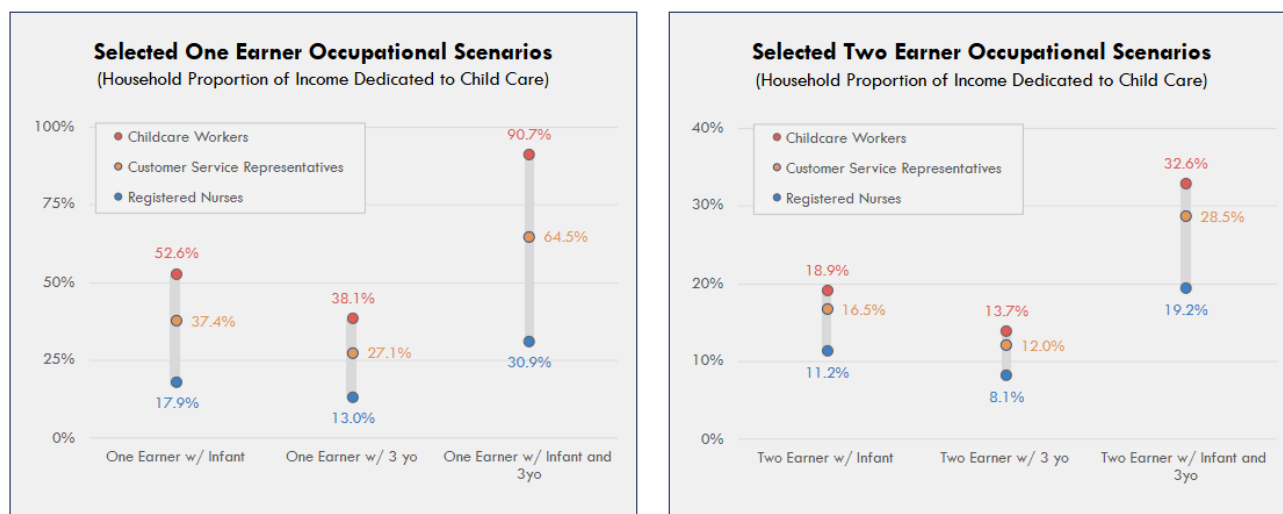 Selected One Earner Occupational Scenarios
(Household Proportion of Income Dedicated to Child Care)
100%
75%
50%
25%
0%
Childcare Workers
Customer Service Representatives
Registered Nurses
52.6%
37.4%
17.9%
38.1%
27.1%
13.0%
90.7%
64.5%
30.9%
One Earner w/ Infant
One Earner w/ 3 yo
One Earner w/ Infant and
3yo
Selected Two Earner Occupational Scenarios
(Household Proportion of Income Dedicated to Child Care)
40%
30%
20%
10%
0%
Childcare Workers
Customer Service Representatives
Registered Nurses
18.9%
16.5%
11.2%
13.7%
12.0%
8.1%
32.6%
28.5%
19.2%
Two Earner w/ Infant
Two Earner w/ 3 yo
Two Earner w/ Infant and
3yo